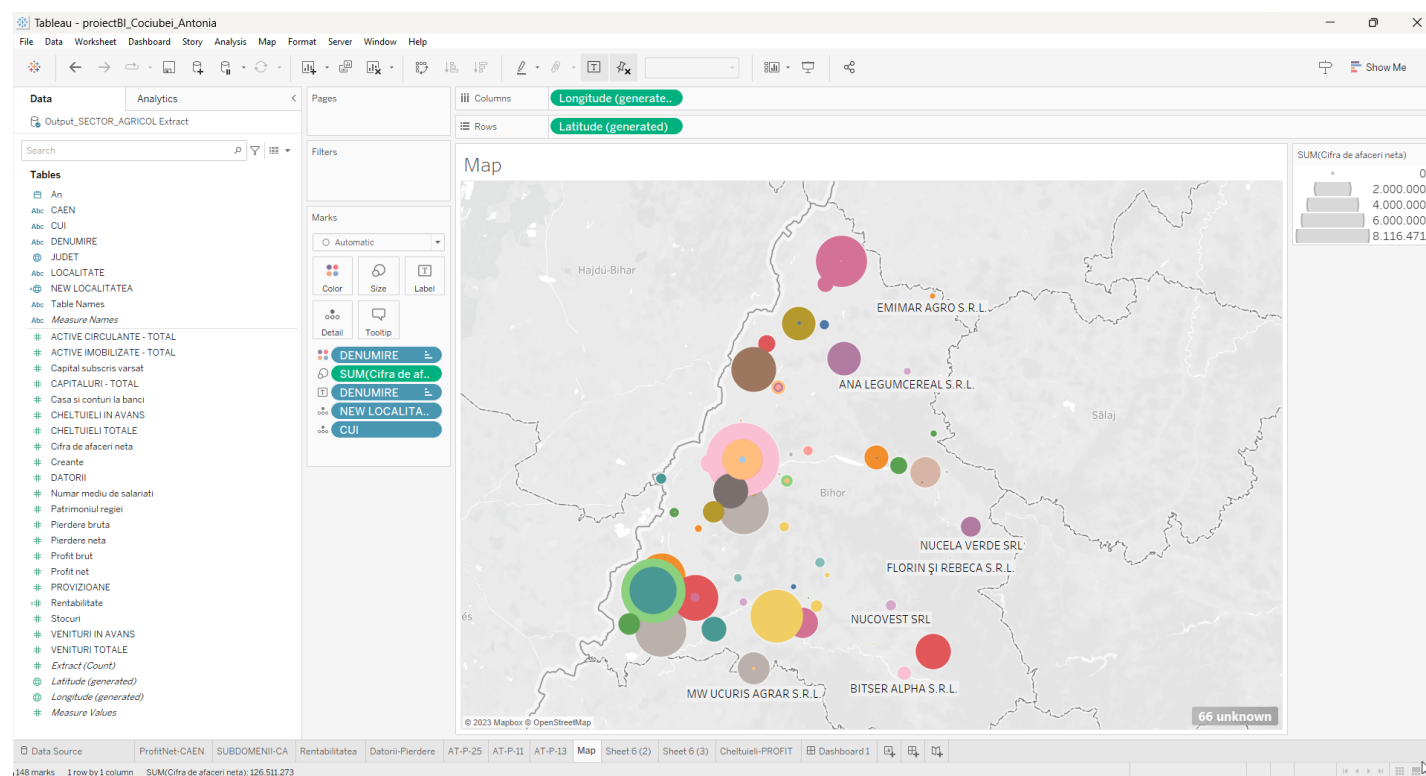 Tableau - proiectBI_Cociubei_Antonia
File Data Worksheet Dashboard Story Analysis Map Format Server Window Help
Show Me
Data Analytics
Output_SECTOR_AGRICOL Extract
Search
Tables
An
Abc CAEN
Abc CUI
Abc DENUMIRE
JUDET
Abc LOCALITATE
NEW LOCALITATEA
Abc Table Names
Abc Measure Names
# ACTIVE CIRCULANTE - TOTAL
# ACTIVE IMOBILIZATE - TOTAL
# Capital subscris varsat
# CAPITALURI - TOTAL
# Casa si conturi la banci
# CHELTUIELI IN AVANS
# CHELTUIELI TOTALE
# Cifra de afaceri neta
# Creante
# DATORII
# Numar mediu de salariati
# Patrimoniul regiei
# Pierdere bruta
# Pierdere neta
# Profit brut
# Profit net
# PROVIZIOANE
=# Rentabilitate
# Stocuri
# VENITURI IN AVANS
# VENITURI TOTALE
# Extract (Count)
Latitude (generated)
Longitude (generated)
# Measure Values
Pages
Filters
Marks
Automatic
Color Size Label
Detail Tooltip
DENUMIRE
SUM(Cifra de af..
DENUMIRE
NEW LOCALITA..
CUI
Columns Longitude (generate..
Rows Latitude (generated)
Map
Hajdú-Bihar
EMIMAR AGRO S.R.L.
ANA LEGUMCEREAL S.R.L.
Sălaj
Bihor
NUCELA VERDE SRL
FLORIN ŞI REBECA S.R.L.
és
NUCOVEST SRL
MW UCURIS AGRAR S.R.L.
BITSER ALPHA S.R.L.
© 2023 Mapbox © OpenStreetMap
66 unknown
SUM(Cifra de afaceri neta)
0
2.000.000
4.000.000
6.000.000
8.116.471
Data Source ProfitNet-CAEN SUBDOMENII-CA Rentabilitatea Datorii-Pierdere AT-P-25 AT-P-11 AT-P-13 Map Sheet 6 (2) Sheet 6 (3) Cheltuieli-PROFIT Dashboard 1
148 marks 1 row by 1 column SUM(Cifra de afaceri neta): 126.511.273